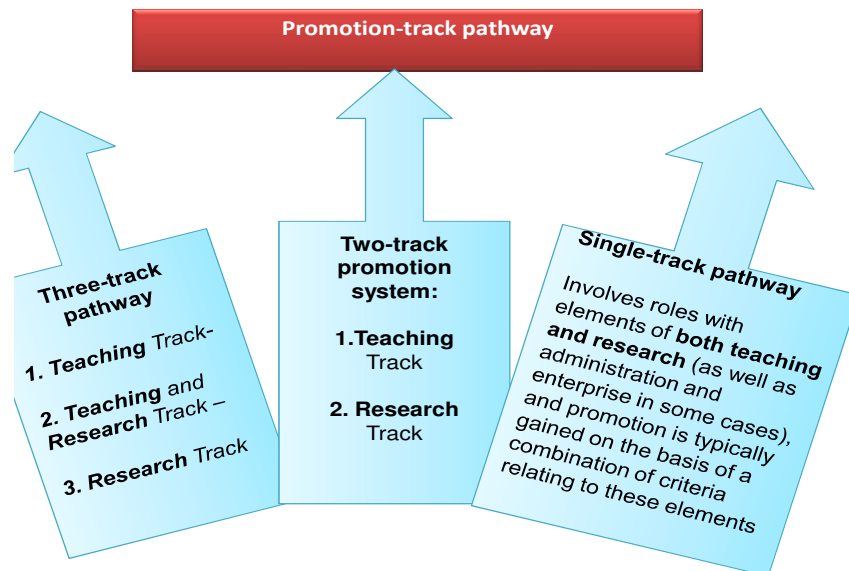 Promotion-track pathway
Three-track
pathway
1. Teaching Track-
2. Teaching and
Research Track –
3. Research Track
Two-track
promotion
system:
1.Teaching
Track
2. Research
Track
Single-track pathway
Involves roles with
elements of both teaching
and research (as well as
administration and
enterprise in some cases),
and promotion is typically
gained on the basis of a
combination of criteria
relating to these elements